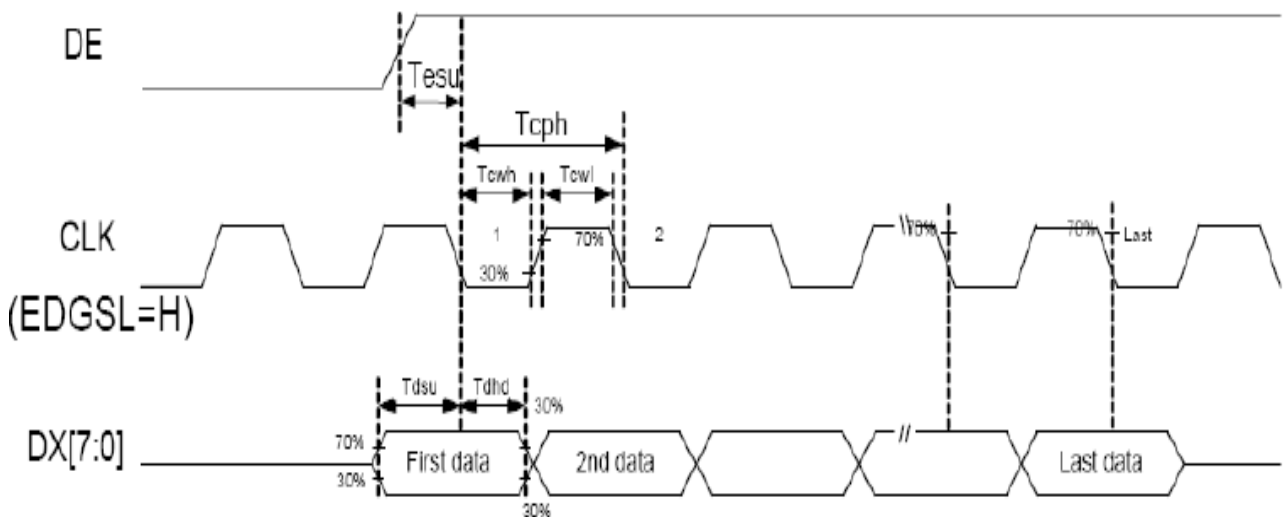 DE
Tesu
Tcph
Tcwh
Tcwl
CLK
1
70%
2
70%
70%
Last
30%
(EDGSL=H)
Tdsu
Tdhd
30%
DX[7:0]
70%
First data
2nd data
//
Last data
30%
30%